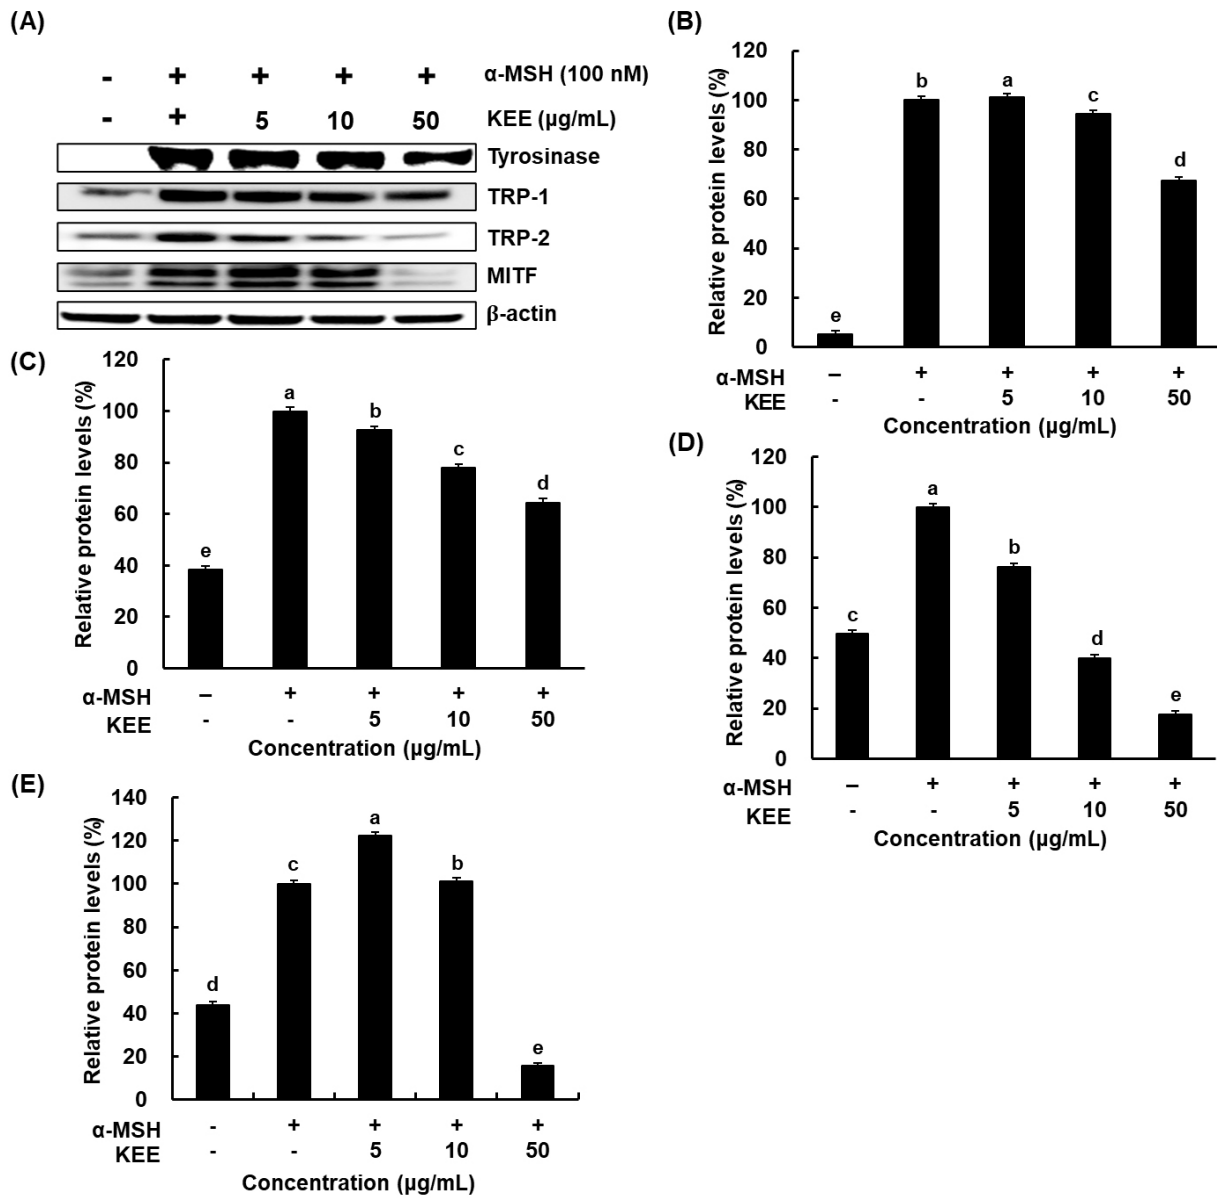 (A)
- + + + + α-MSH (100 nM)
- + 5 10 50 KEE (μg/mL)
Tyrosinase
TRP-1
TRP-2
MITF
β-actin
(B)
Relative protein levels (%)
120
100
80
60
40
20
0
e b a c d
α-MSH – + + + +
KEE - - 5 10 50
Concentration (μg/mL)
(C)
Relative protein levels (%)
120
100
80
60
40
20
0
e a b c d
α-MSH – + + + +
KEE - - 5 10 50
Concentration (μg/mL)
(D)
Relative protein levels (%)
120
100
80
60
40
20
0
c a b d e
α-MSH – + + + +
KEE - - 5 10 50
Concentration (μg/mL)
(E)
Relative protein levels (%)
140
120
100
80
60
40
20
0
d c a b e
α-MSH - + + + +
KEE - - 5 10 50
Concentration (μg/mL)